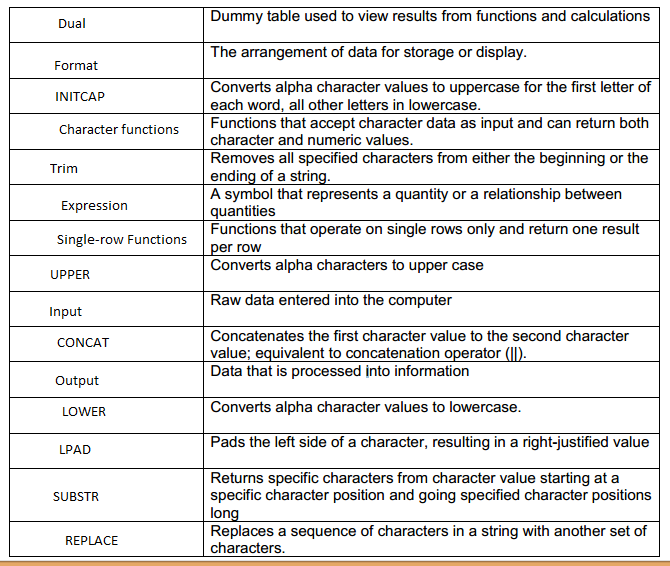 Dual
Dummy table used to view results from functions and calculations
Format
The arrangement of data for storage or display.
INITCAP
Converts alpha character values to uppercase for the first letter of
each word, all other letters in lowercase.
Character functions
Functions that accept character data as input and can return both
character and numeric values.
Trim
Removes all specified characters from either the beginning or the
ending of a string.
Expression
A symbol that represents a quantity or a relationship between
quantities
Single-row Functions
Functions that operate on single rows only and return one result
per row
UPPER
Converts alpha characters to upper case
Input
Raw data entered into the computer
CONCAT
Concatenates the first character value to the second character
value; equivalent to concatenation operator (||).
Output
Data that is processed into information
LOWER
Converts alpha character values to lowercase.
LPAD
Pads the left side of a character, resulting in a right-justified value
SUBSTR
Returns specific characters from character value starting at a
specific character position and going specified character positions
long
REPLACE
Replaces a sequence of characters in a string with another set of
characters.